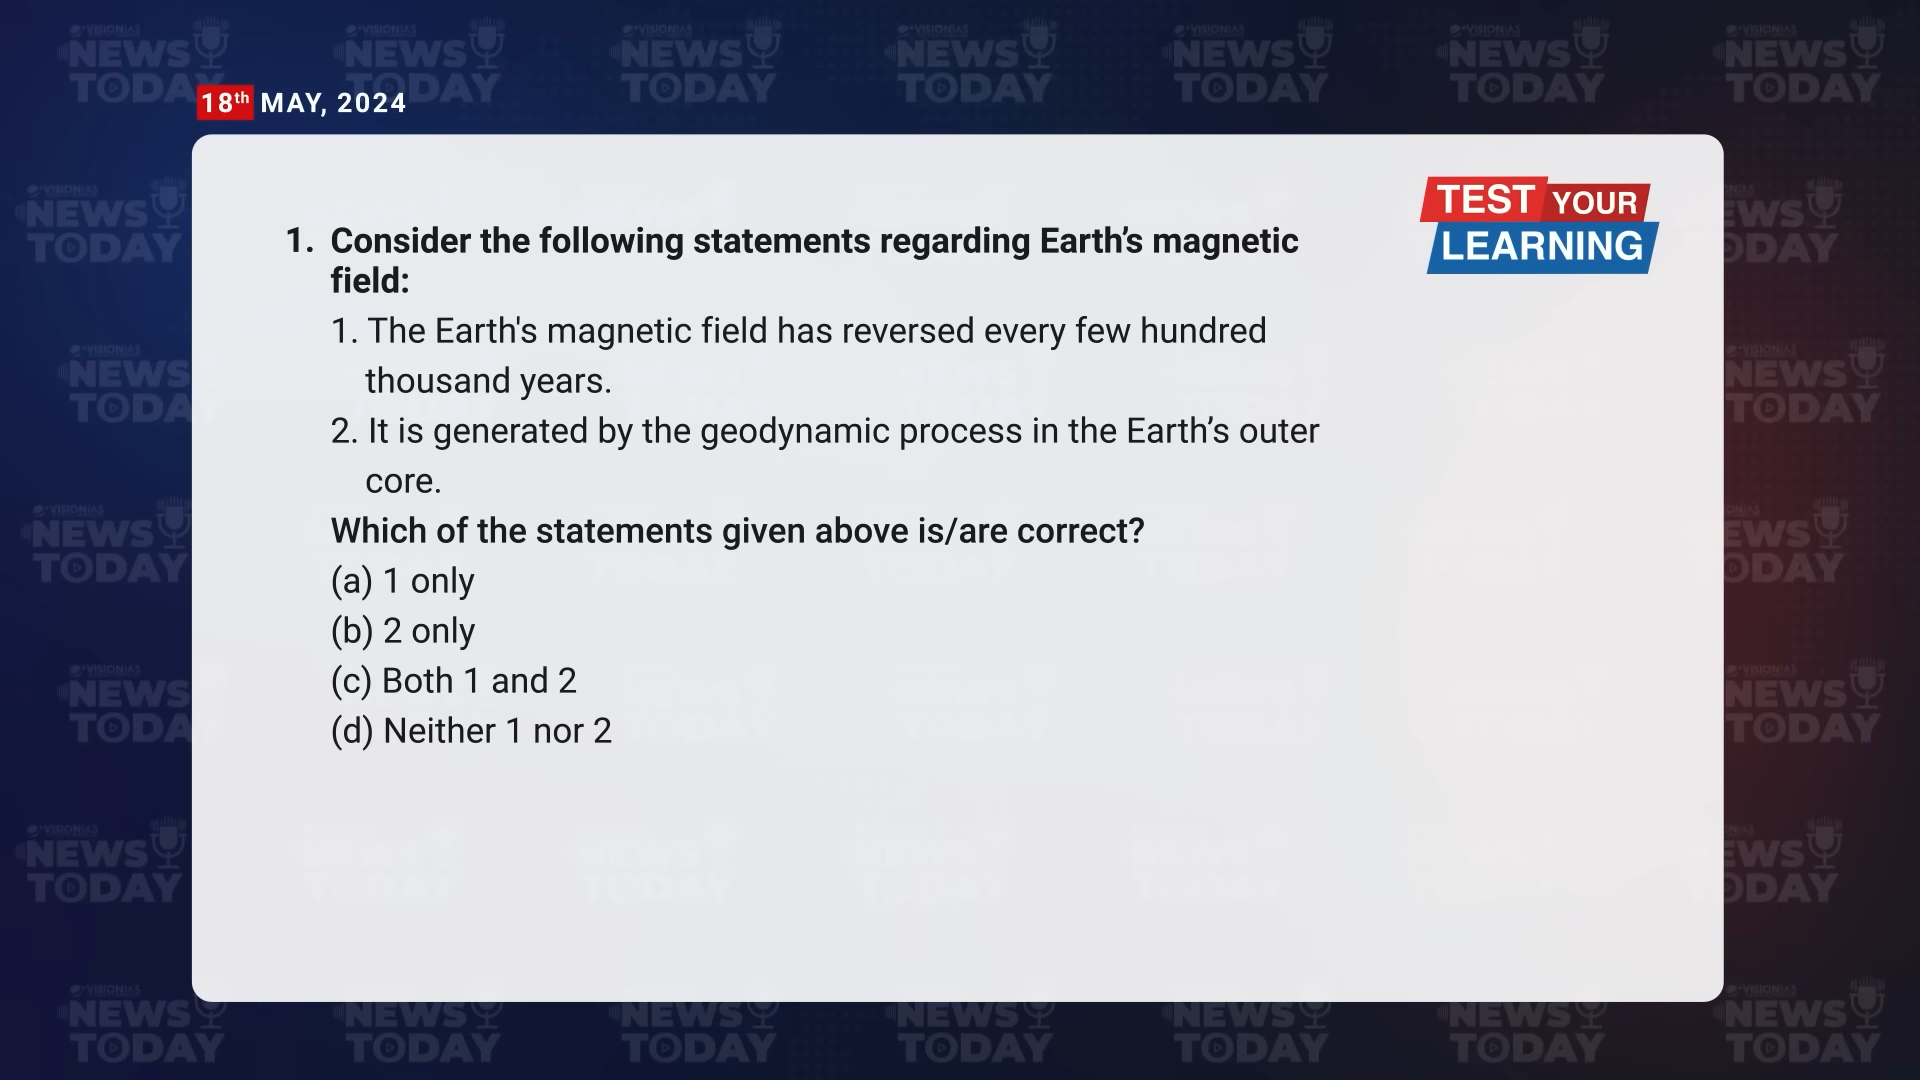 18th MAY, 2024
TEST YOUR
LEARNING
1. Consider the following statements regarding Earth’s magnetic
field:
1. The Earth's magnetic field has reversed every few hundred
thousand years.
2. It is generated by the geodynamic process in the Earth’s outer
core.
Which of the statements given above is/are correct?
(a) 1 only
(b) 2 only
(c) Both 1 and 2
(d) Neither 1 nor 2
VISIONIAS
NEWS
TODAY